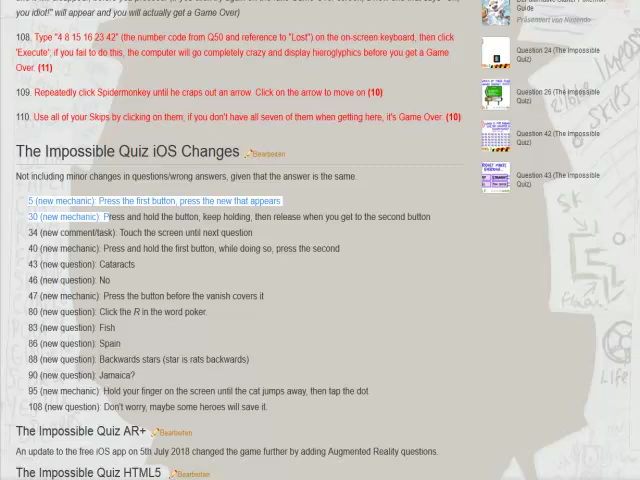 you idiot!" will appear and you will actually get a Game Over)
108. Type "4 8 15 16 23 42" (the number code from Q50 and reference to "Lost") on the on-screen keyboard, then click
'Execute'; if you fail to do this, the computer will go completely crazy and display hieroglyphics before you get a Game
Over. (11)
109. Repeatedly click Spidermonkey until he craps out an arrow. Click on the arrow to move on (10)
110. Use all of your Skips by clicking on them; if you don't have all seven of them when getting here, it's Game Over. (10)
The Impossible Quiz iOS Changes Bearbeiten
Not including minor changes in questions/wrong answers, given that the answer is the same.
5 (new mechanic): Press the first button, press the new that appears
30 (new mechanic): Press and hold the button, keep holding, then release when you get to the second button
34 (new comment/task): Touch the screen until next question
40 (new mechanic): Press and hold the first button, while doing so, press the second
43 (new question): Cataracts
46 (new question): No
47 (new mechanic): Press the button before the vanish covers it
80 (new question): Click the R in the word poker.
83 (new question): Fish
86 (new question): Spain
88 (new question): Backwards stars (star is rats backwards)
90 (new question): Jamaica?
95 (new mechanic): Hold your finger on the screen until the cat jumps away, then tap the dot
108 (new question): Don't worry, maybe some heroes will save it.
The Impossible Quiz AR+ Bearbeiten
An update to the free iOS app on 5th July 2018 changed the game further by adding Augmented Reality questions.
The Impossible Quiz HTML5 Bearbeiten
Guide
Präsentiert von Nintendo
Question 24 (The Impossible
Quiz)
Question 26 (The Impossible
Quiz)
Question 42 (The Impossible
Quiz)
Question 43 (The Impossible
Quiz)
SKIPS
LIFE